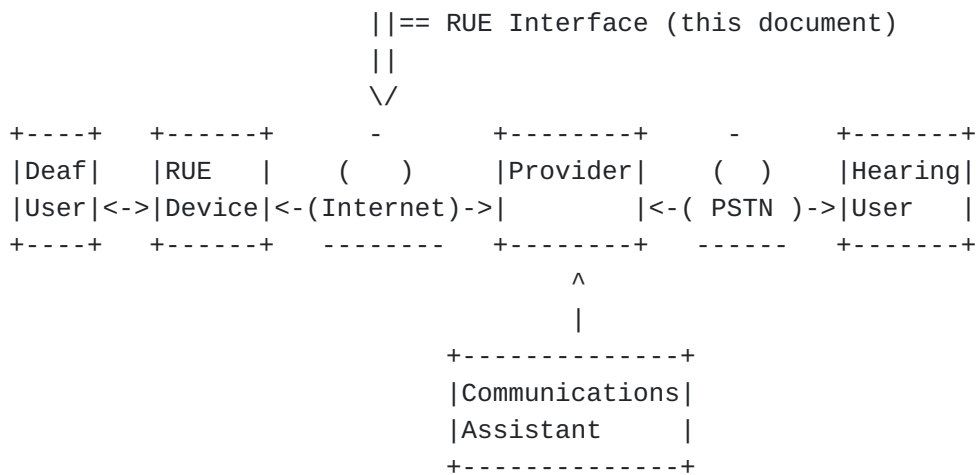 ||== RUE Interface (this document)
                   ||
                   \/
+----+   +------+      -       +--------+     -      +-------+
|Deaf|   |RUE   |    (   )     |Provider|    (  )    |Hearing|
|User|<->|Device|<-(Internet)->|        |<-( PSTN )->|User   |
+----+   +------+   --------   +--------+   ------   +-------+
                                   ^
                                   |
                            +--------------+
                            |Communications|
                            |Assistant     |
                            +--------------+